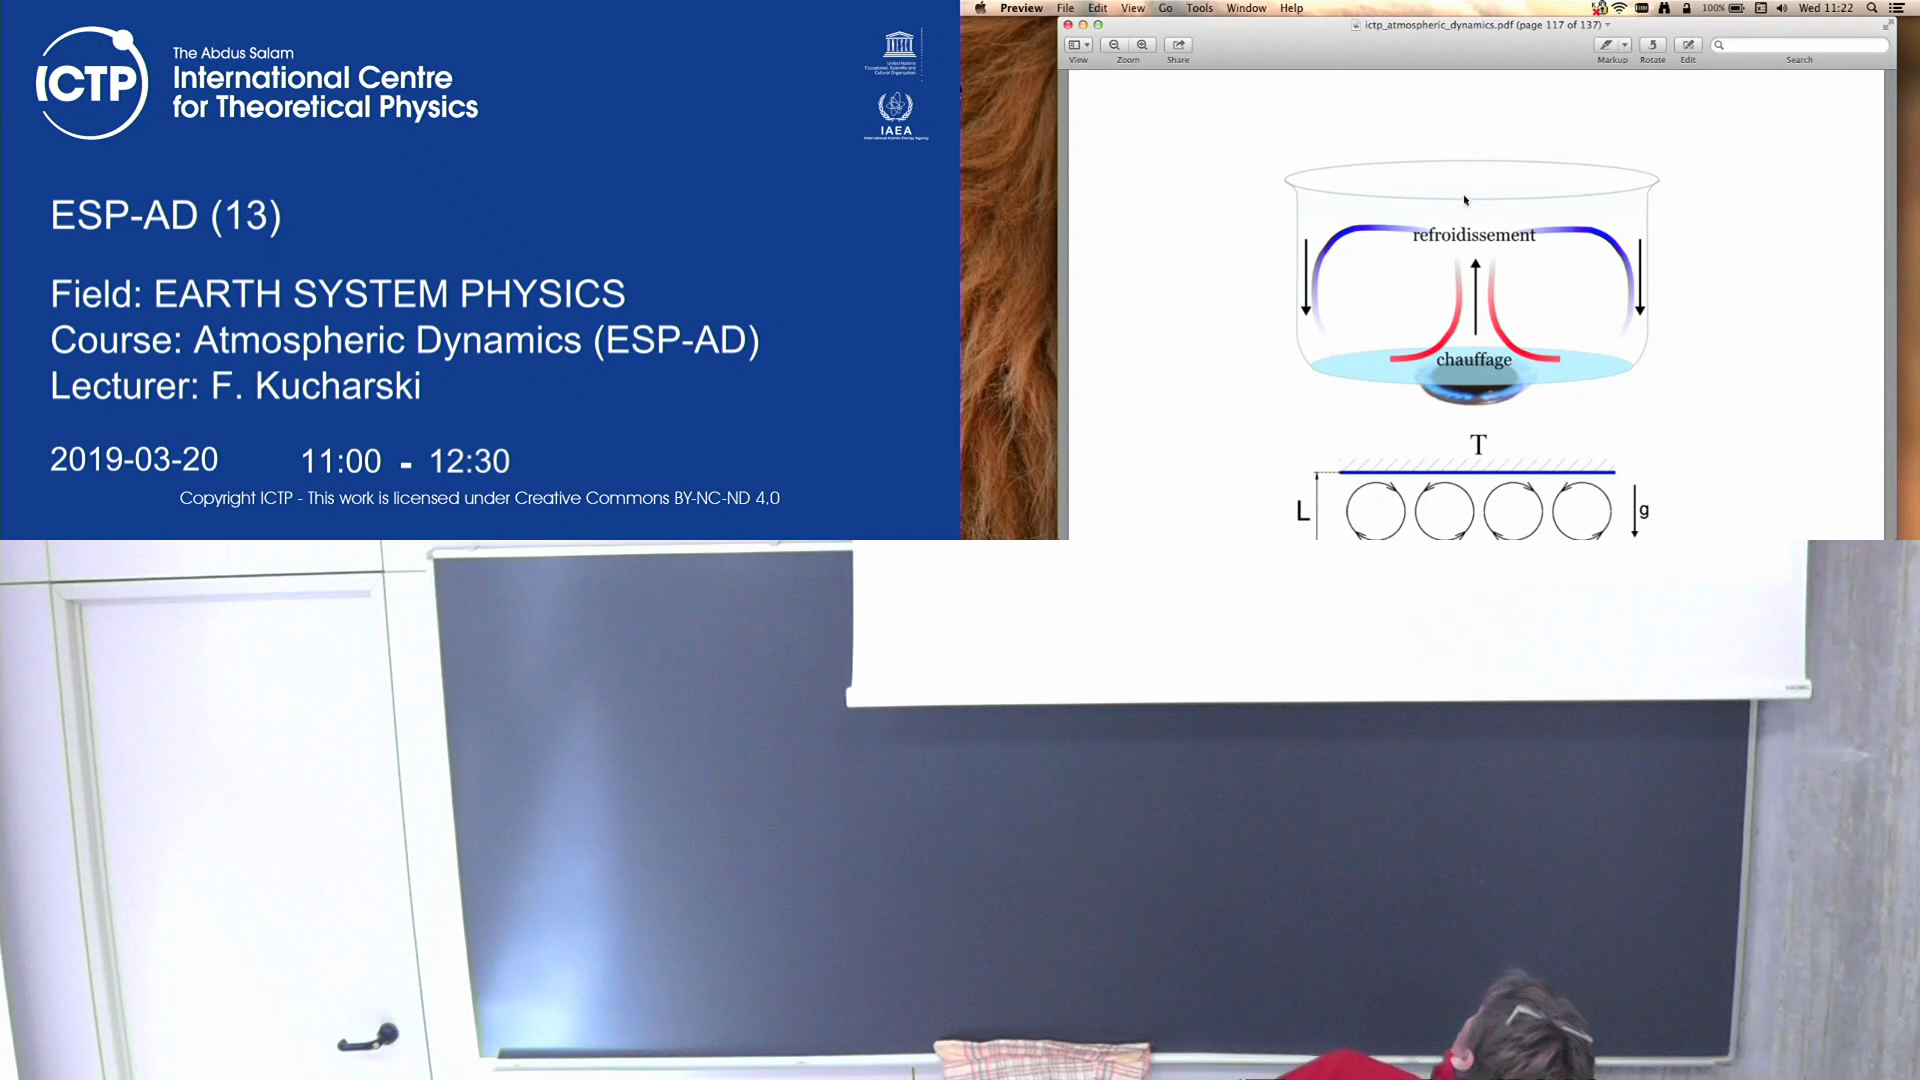 The Abdus Salam
International Centre
for Theoretical Physics
ICTP
IAEA
ESP-AD (13)
Field: EARTH SYSTEM PHYSICS
Course: Atmospheric Dynamics (ESP-AD)
Lecturer: F. Kucharski
2019-03-20 11:00 - 12:30
Copyright ICTP - This work is licensed under Creative Commons BY-NC-ND 4,0
Preview File Edit View Go Tools Window Help
100% Wed 11:22
ictp_atmospheric_dynamics.pdf (page 117 of 137)
View Zoom Share Markup Rotate Edit Search
refroidissement
chauffage
T
L
g